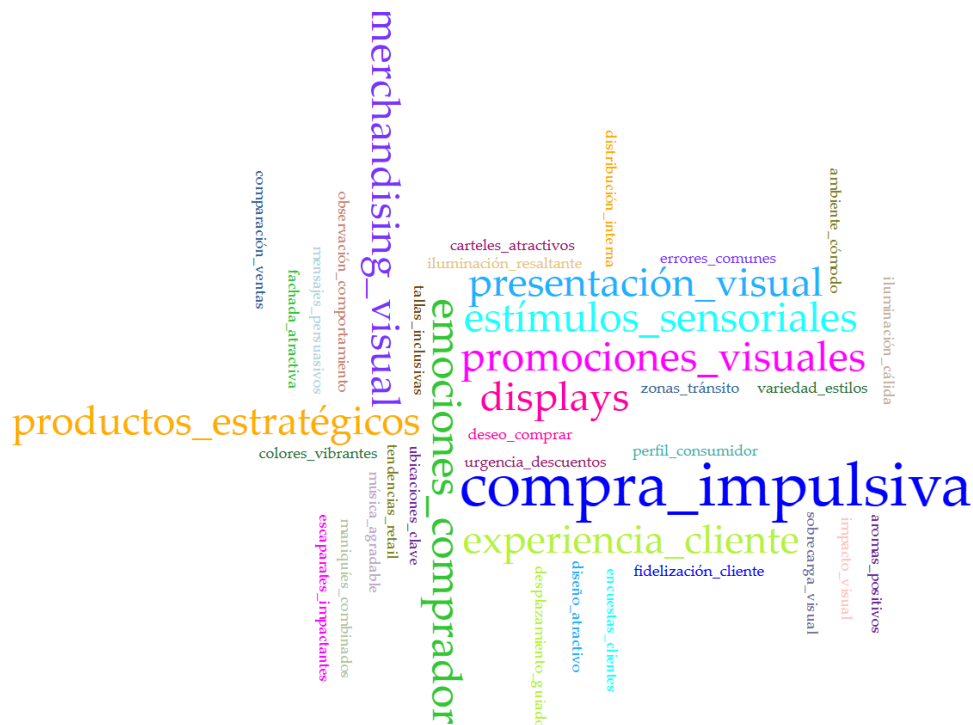 merchandising_visual
distribución_interna
comparación_ventas
ambiente_cómodo
observación_comportamiento
carteles_atractivos
mensajes_persuasivos
iluminación_resaltante
errores_comunes
fachada_atractiva
presentación_visual
iluminación_cálida
tallas_inclusivas
emociones_comprador
estímulos_sensoriales
promociones_visuales
displays
zonas_tránsito
variedad_estilos
productos_estratégicos
deseo_comprar
colores_vibrantes
tendencias_retail
ubicaciones_clave
urgencia_descuentos
perfil_consumidor
música_agradable
compra_impulsiva
escaparates_impactantes
maniquíes_combinados
experiencia_cliente
sobrecarga_visual
impacto_visual
aromas_positivos
desplazamiento_guiado
diseño_atractivo
encuestas_clientes
fidelización_cliente